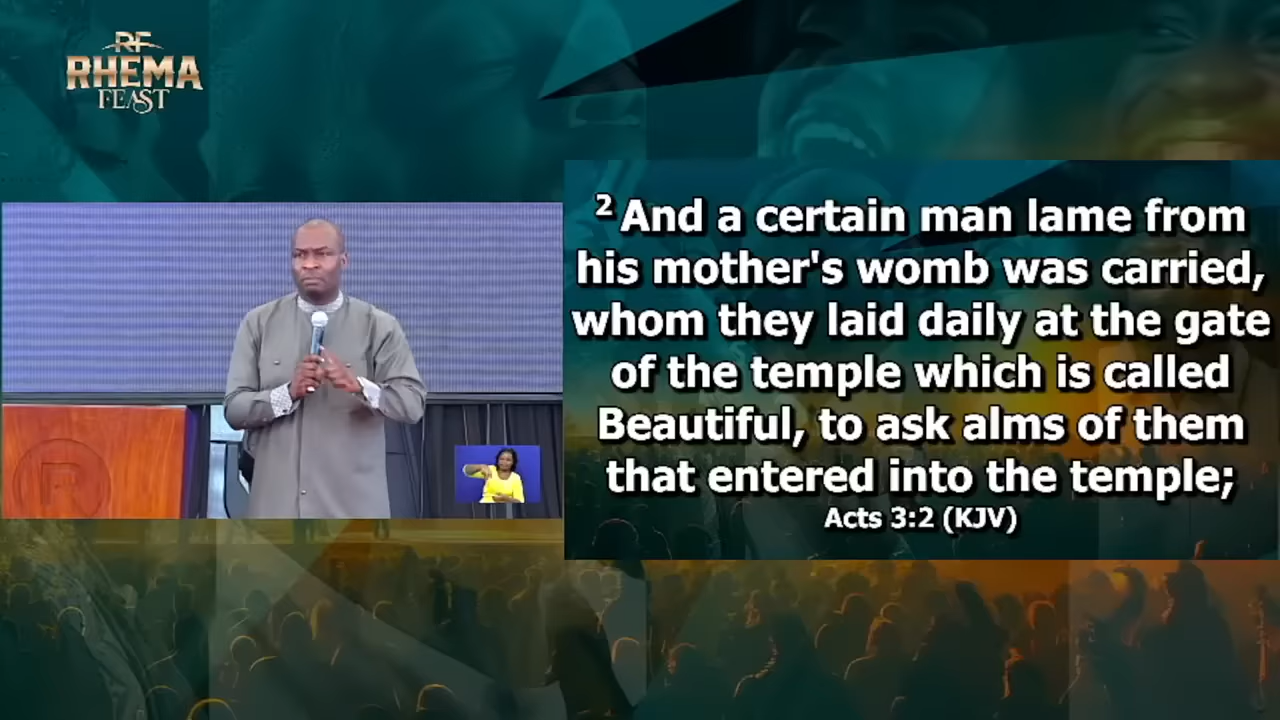 RF
RHEMA
FEAST
2 And a certain man lame from
his mother's womb was carried,
whom they laid daily at the gate
of the temple which is called
Beautiful, to ask alms of them
that entered into the temple;
Acts 3:2 (KJV)